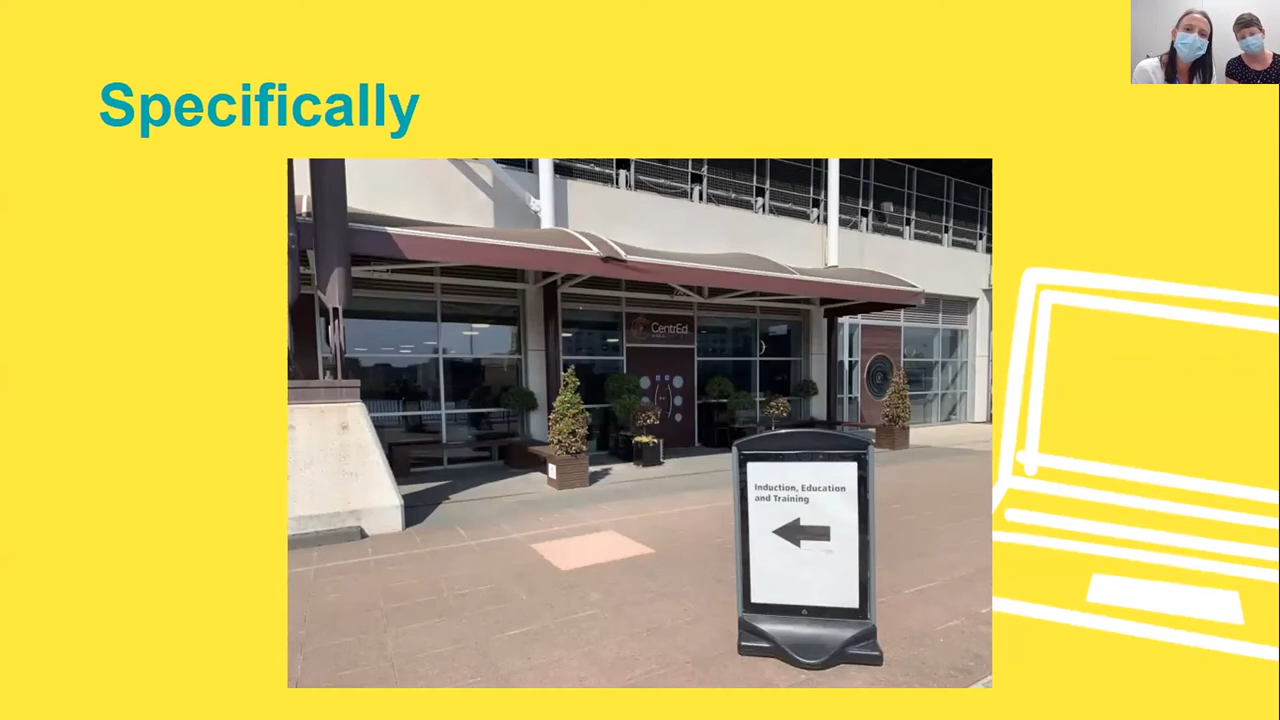 Specifically
CentrEd
Induction, Education
and Training